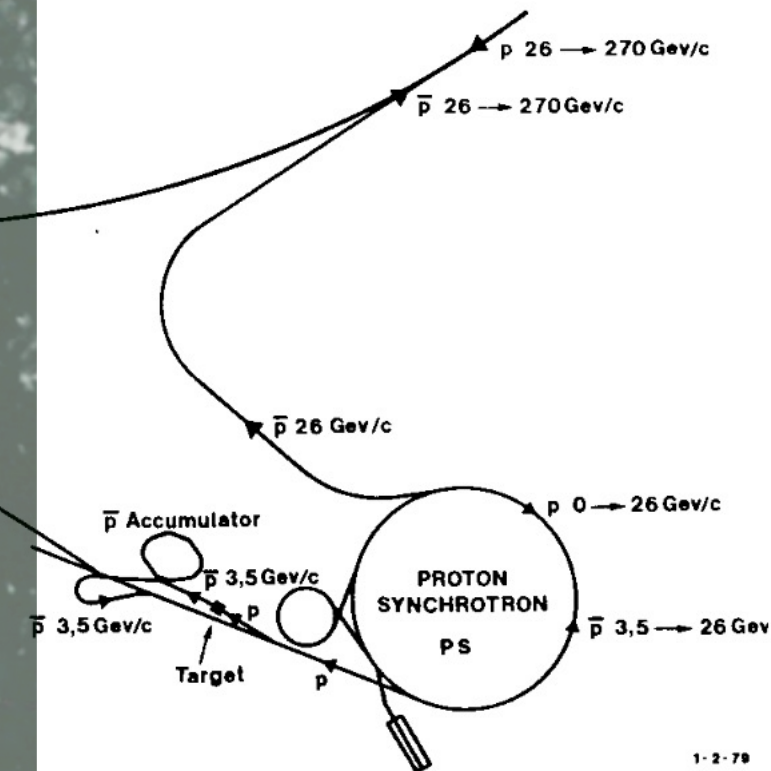 p 26 → 270 Gev/c
p̅ 26 → 270 Gev/c
p̅ 26 Gev/c
p 0 → 26 Gev/c
p̅ Accumulator
p̅ 3,5 Gev/c
PROTON
SYNCHROTRON
PS
p
p̅ 3,5 → 26 Gev
p̅ 3,5 Gev/c
Target
p
1-2-79